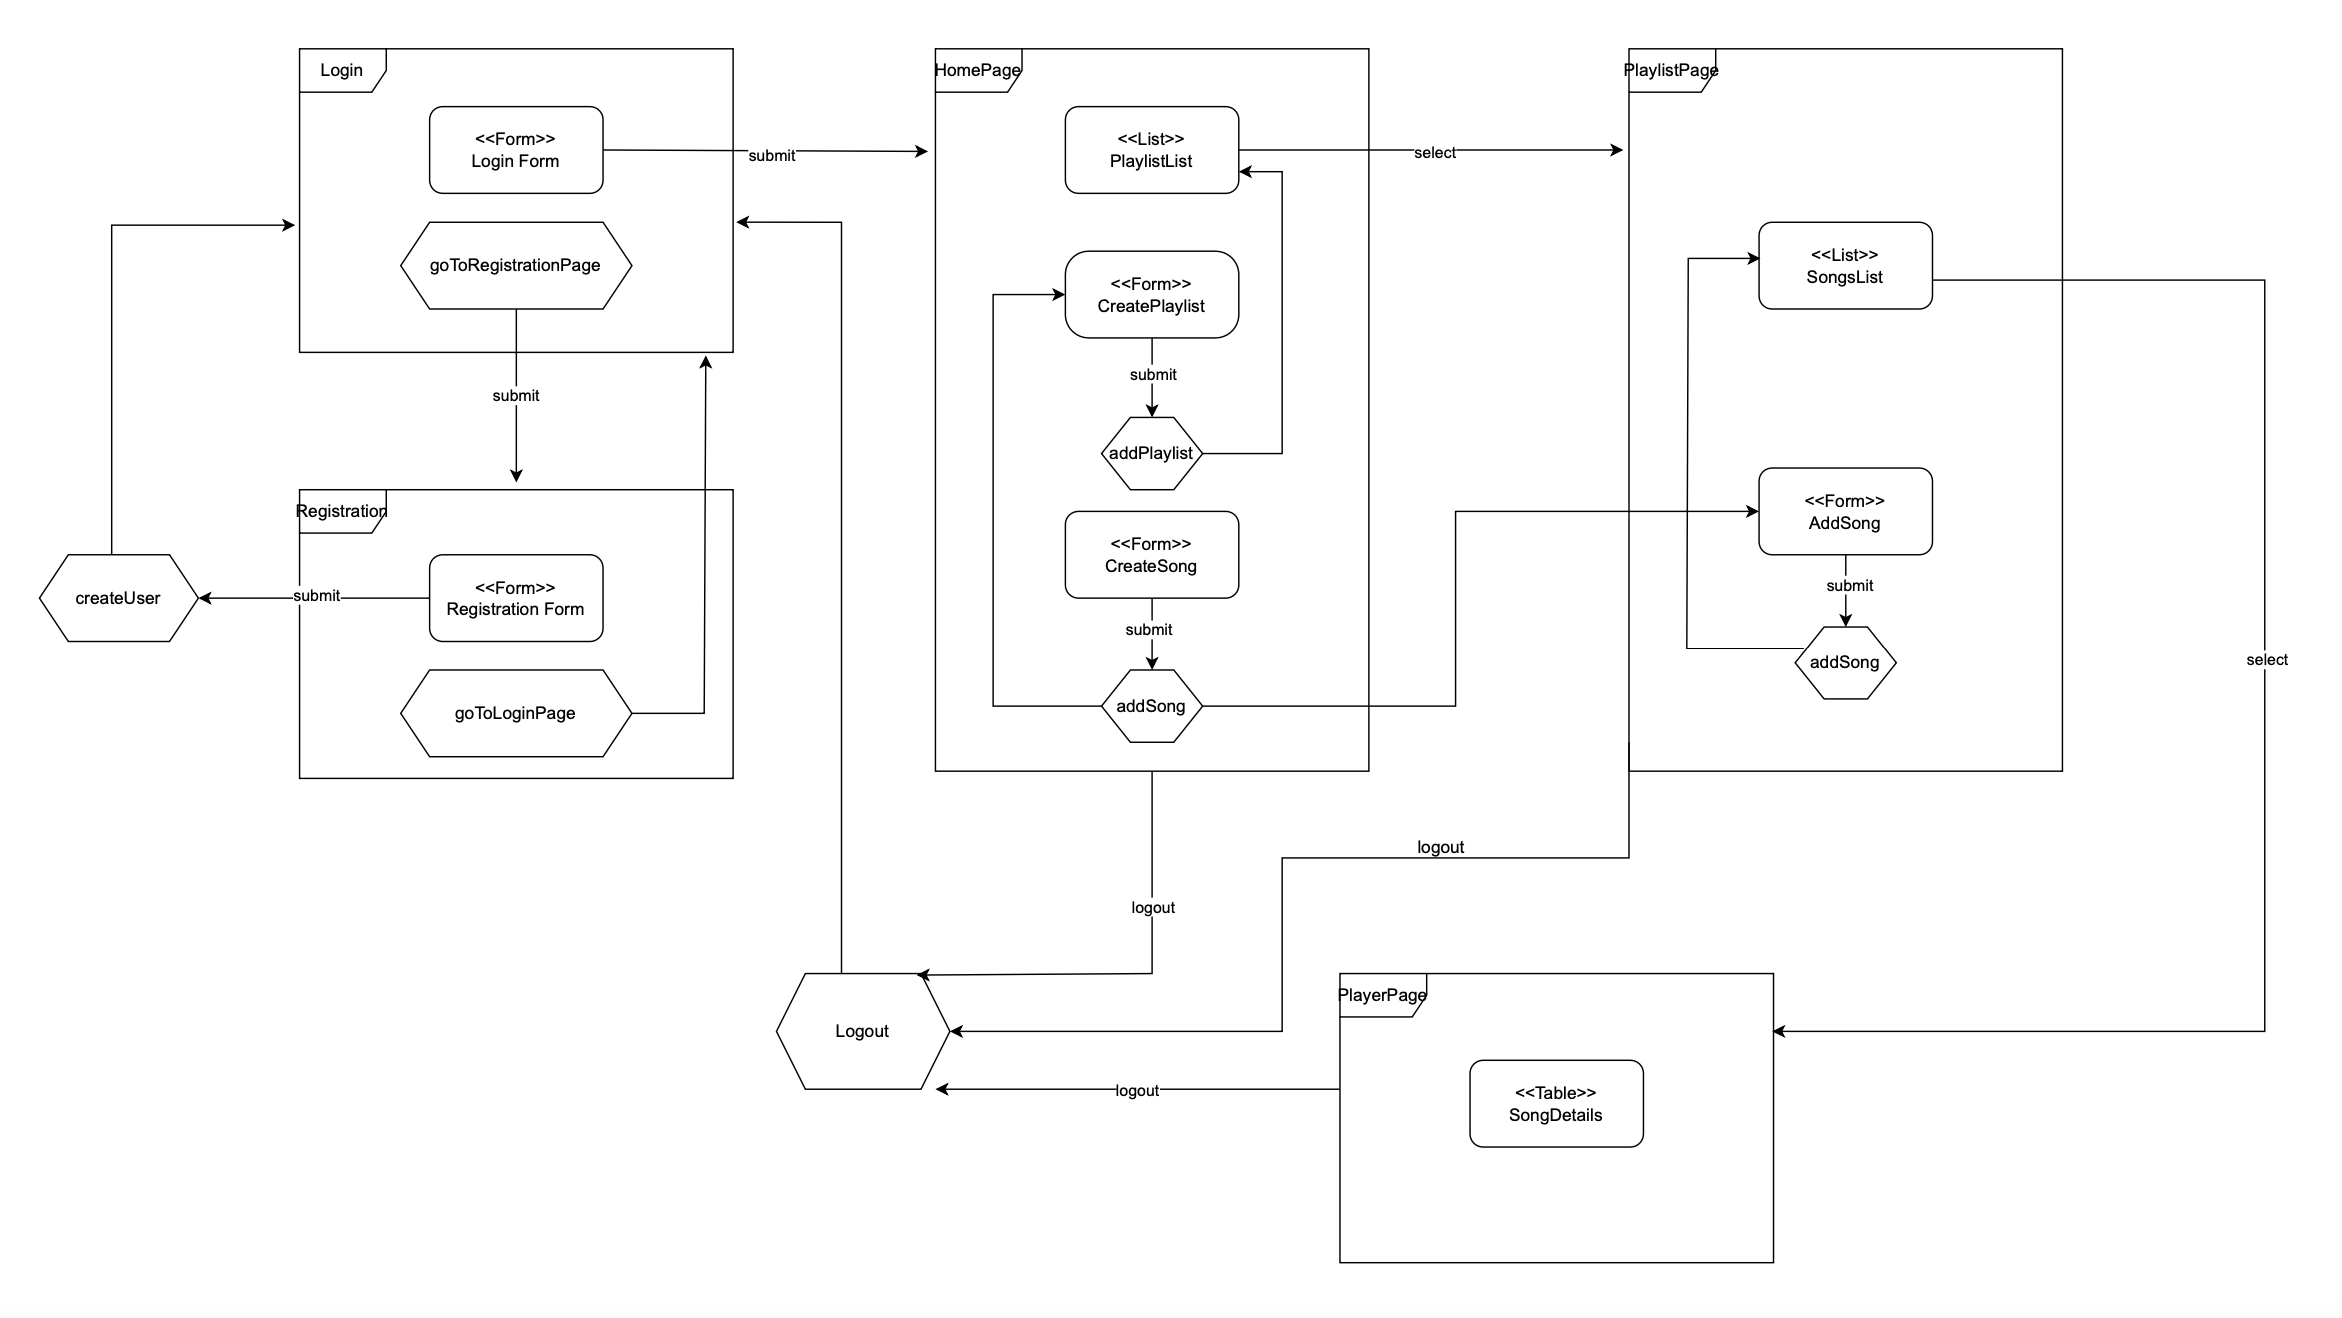 Login
<<Form>>
Login Form
submit
goToRegistrationPage
submit
Registration
<<Form>>
Registration Form
submit
createUser
goToLoginPage
HomePage
<<List>>
PlaylistList
select
<<Form>>
CreatePlaylist
submit
addPlaylist
<<Form>>
CreateSong
submit
addSong
PlaylistPage
<<List>>
SongsList
<<Form>>
AddSong
submit
addSong
select
logout
logout
Logout
logout
PlayerPage
<<Table>>
SongDetails